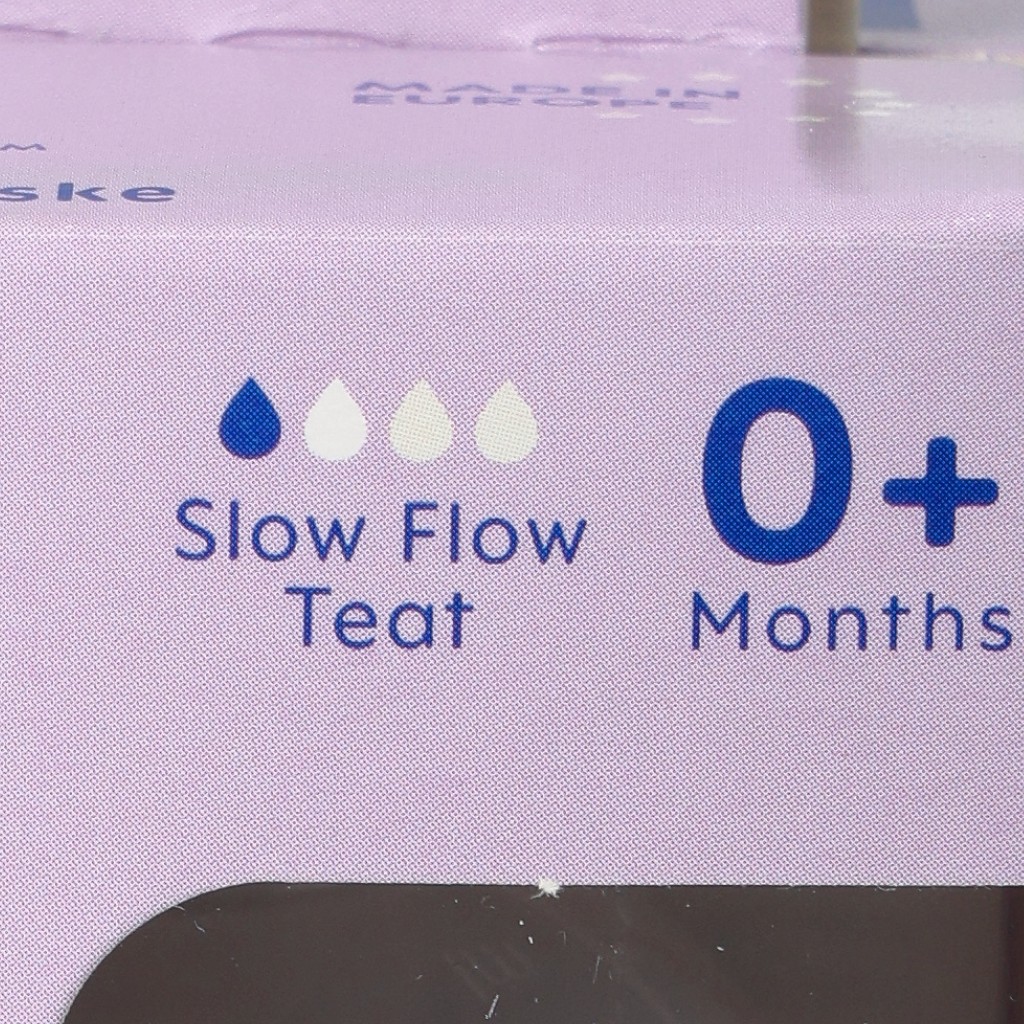 MADE IN
EUROPE
ske
Slow Flow
Teat
0+
Months